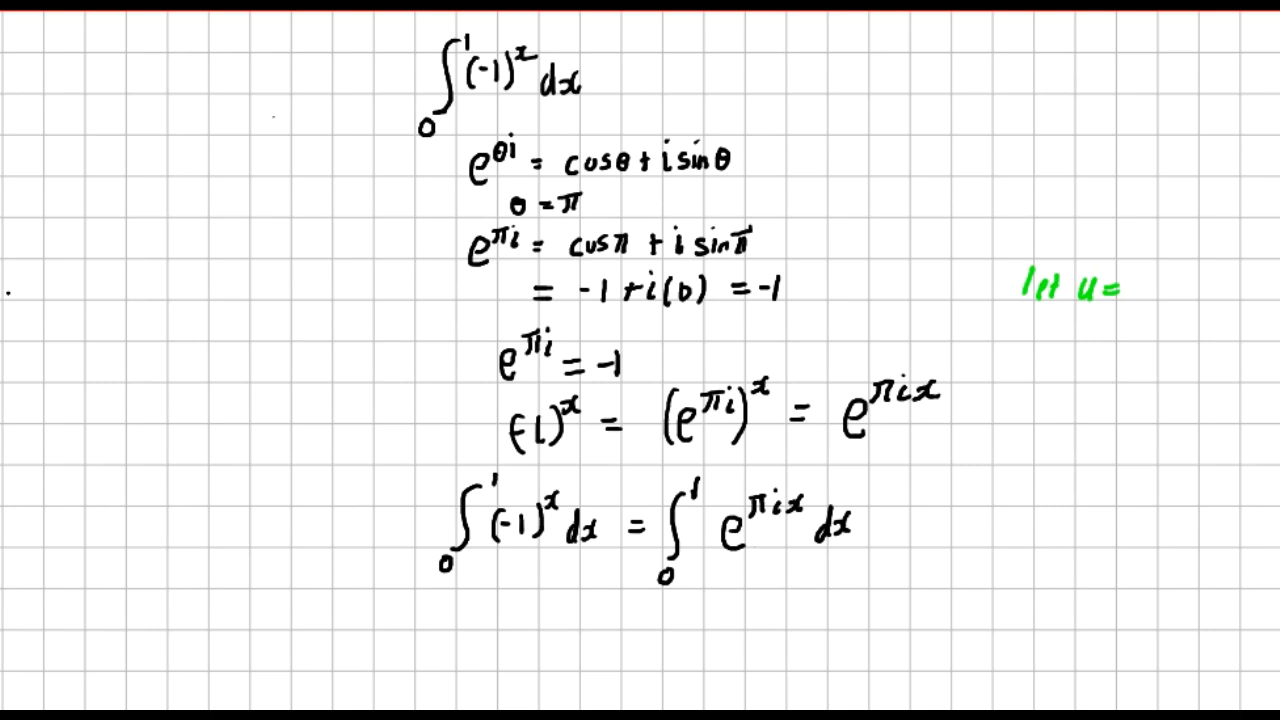 ∫₀¹ (-1)ˣ dx
e^{θi} = cosθ + i sinθ
θ = π
e^{πi} = cosπ + i sinπ
= -1 + i(0) = -1
let u =
e^{πi} = -1
(-1)ˣ = (e^{πi})ˣ = e^{πix}
∫₀¹ (-1)ˣ dx = ∫₀¹ e^{πix} dx